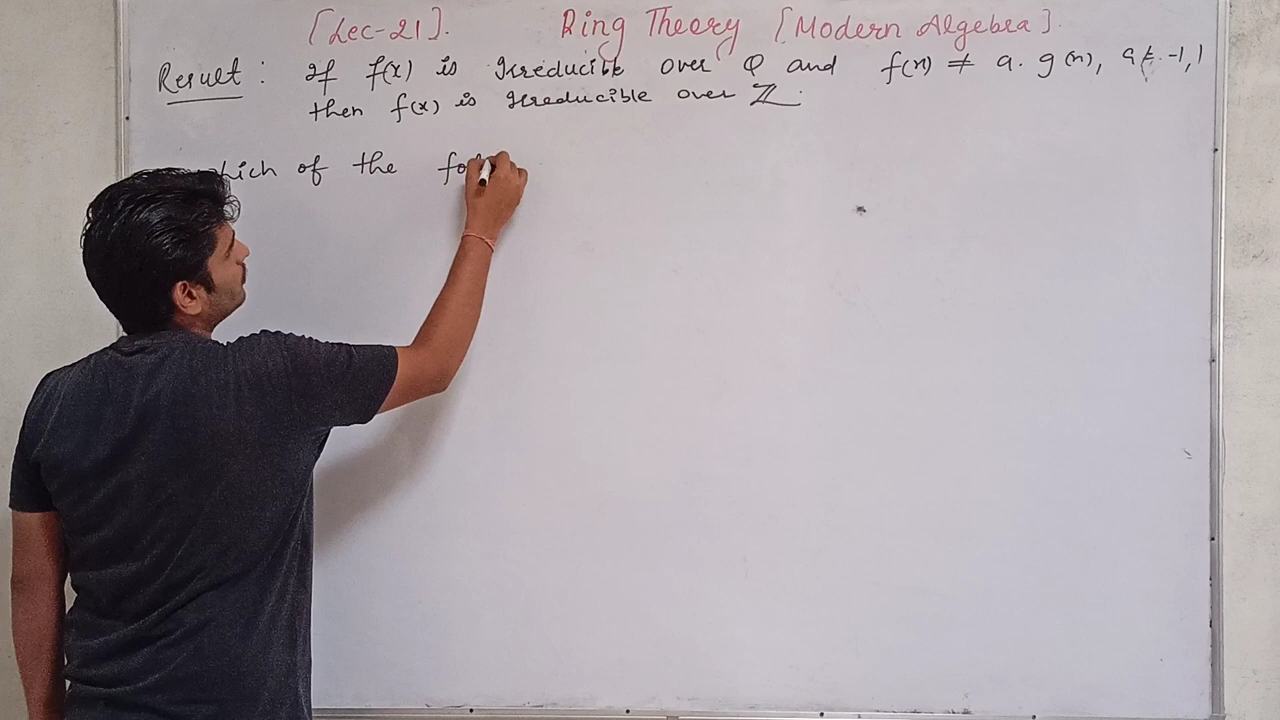 [Lec-21]. Ring Theory [Modern Algebra].
Result : If f(x) is Irreducible over Q and f(x) ≠ a. g(x), a ≠ -1, 1
then f(x) is Irreducible over ℤ.
which of the fol